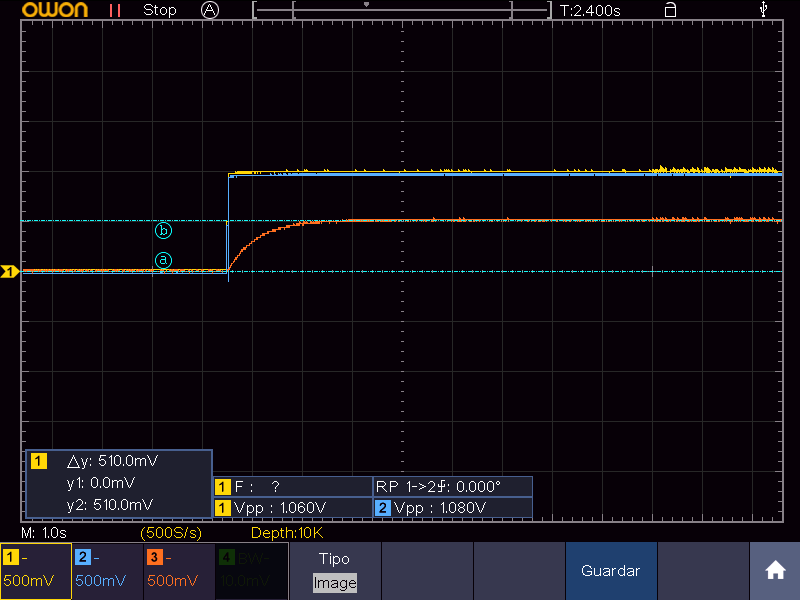 OWON Stop A T:2.400s
b
a
1
1 △y: 510.0mV
y1: 0.0mV
y2: 510.0mV
1 F : ? RP 1->2: 0.000°
1 Vpp : 1.060V 2 Vpp : 1.080V
M: 1.0s (500S/s) Depth:10K
1 - 2 - 3 - 4 BW- Tipo
500mV 500mV 500mV 10.0mV Image
Guardar